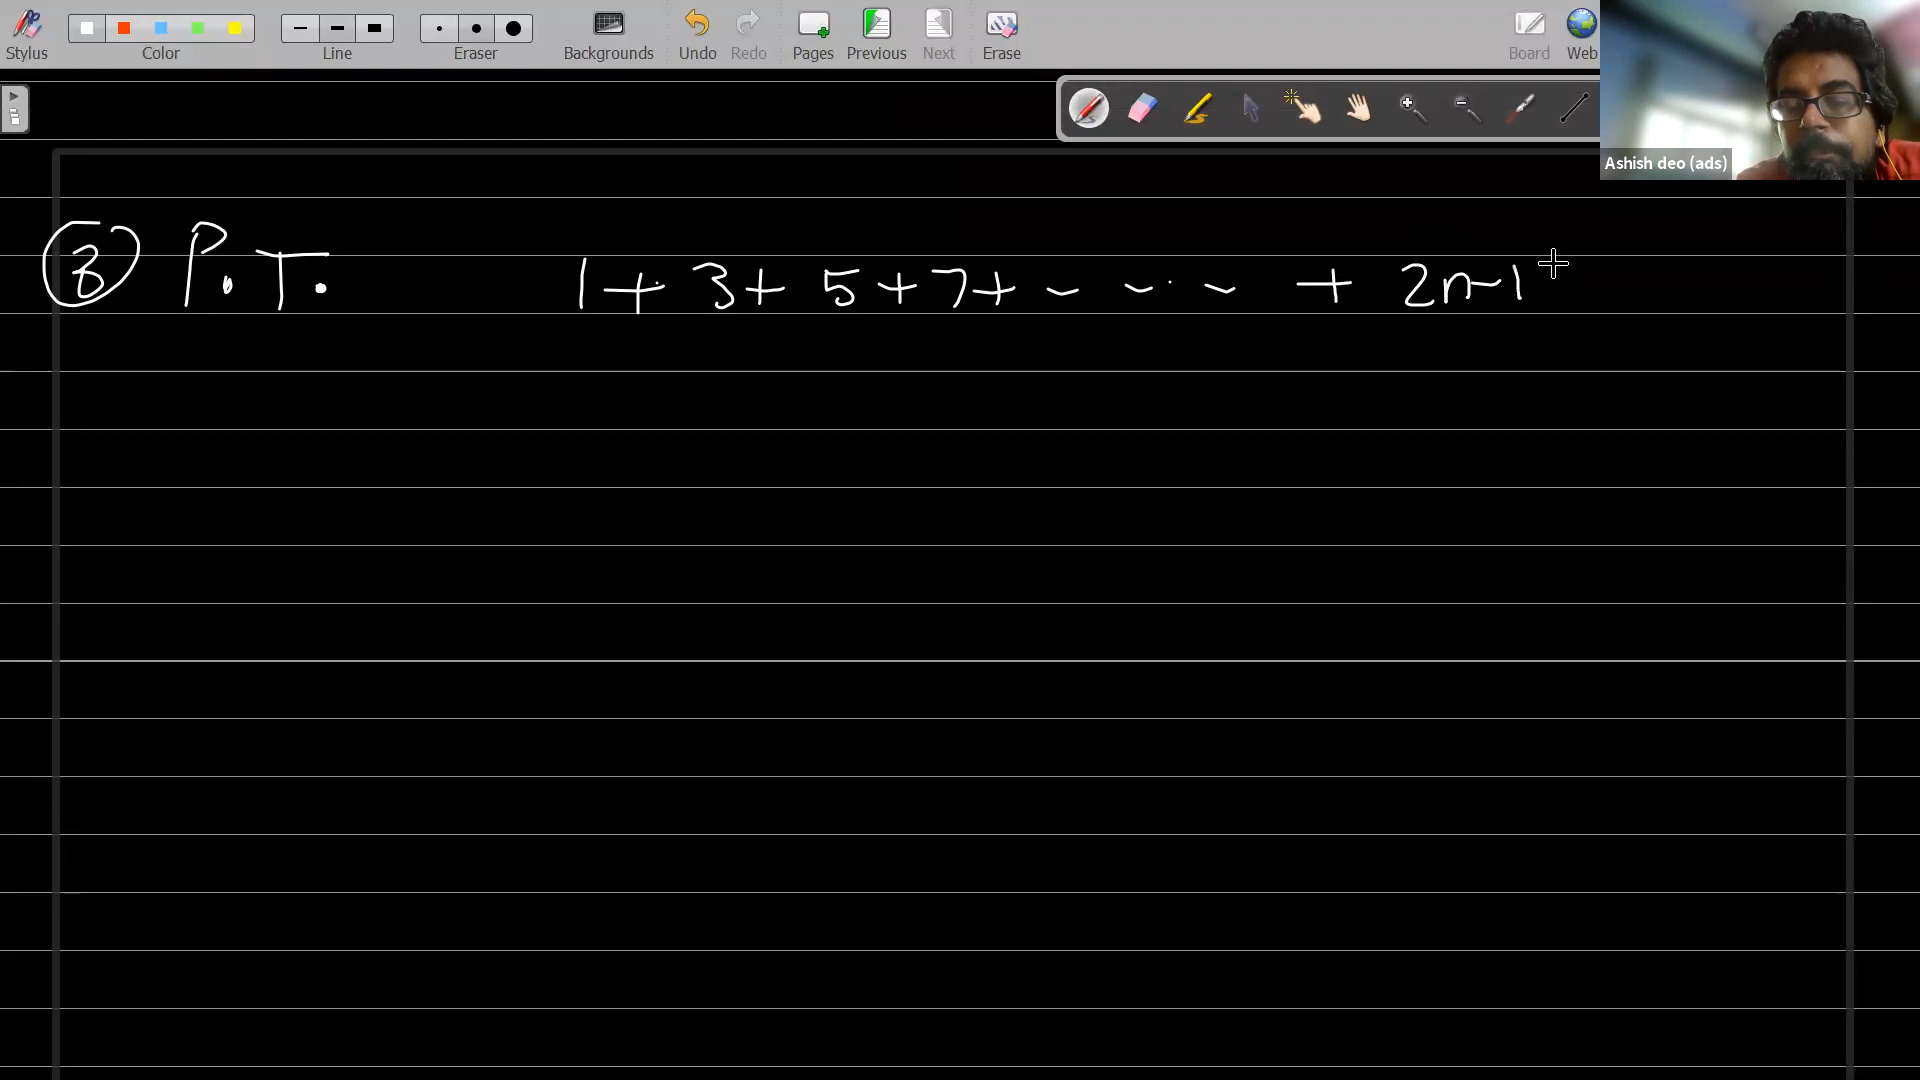 Stylus Color Line Eraser Backgrounds Undo Redo Pages Previous Next Erase Board Web
Ashish deo (ads)
8 P.T. 1 + 3 + 5 + 7 + - - - + 2n-1